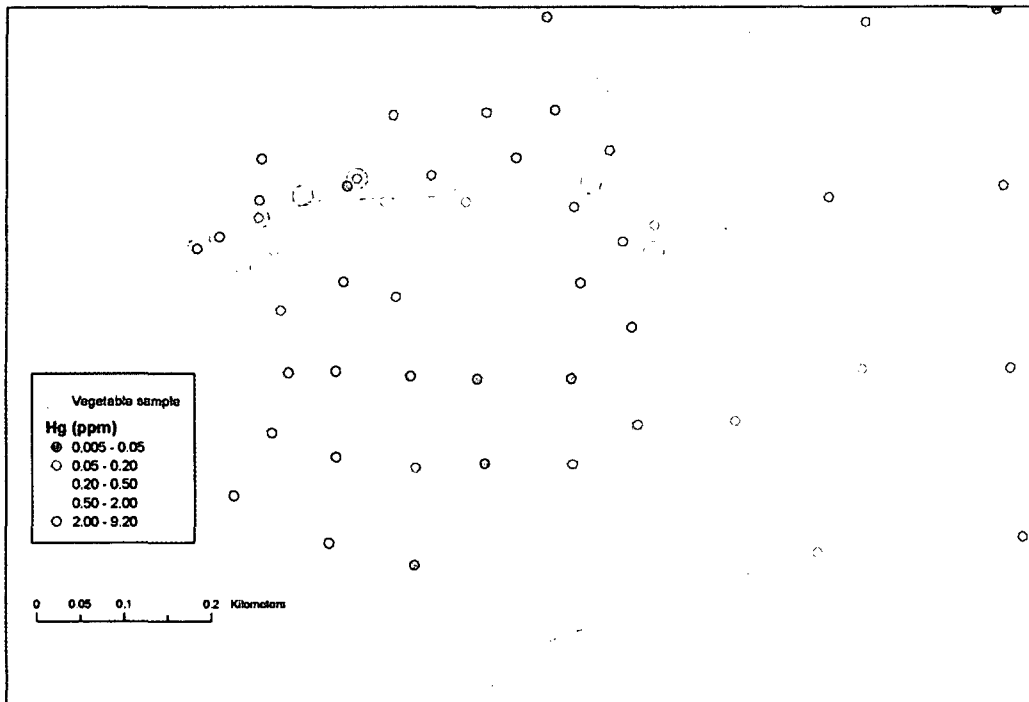 Vegetable sample
Hg (ppm)
0.005 - 0.05
0.05 - 0.20
0.20 - 0.50
0.50 - 2.00
2.00 - 9.20
0 0.05 0.1 0.2 Kilometers